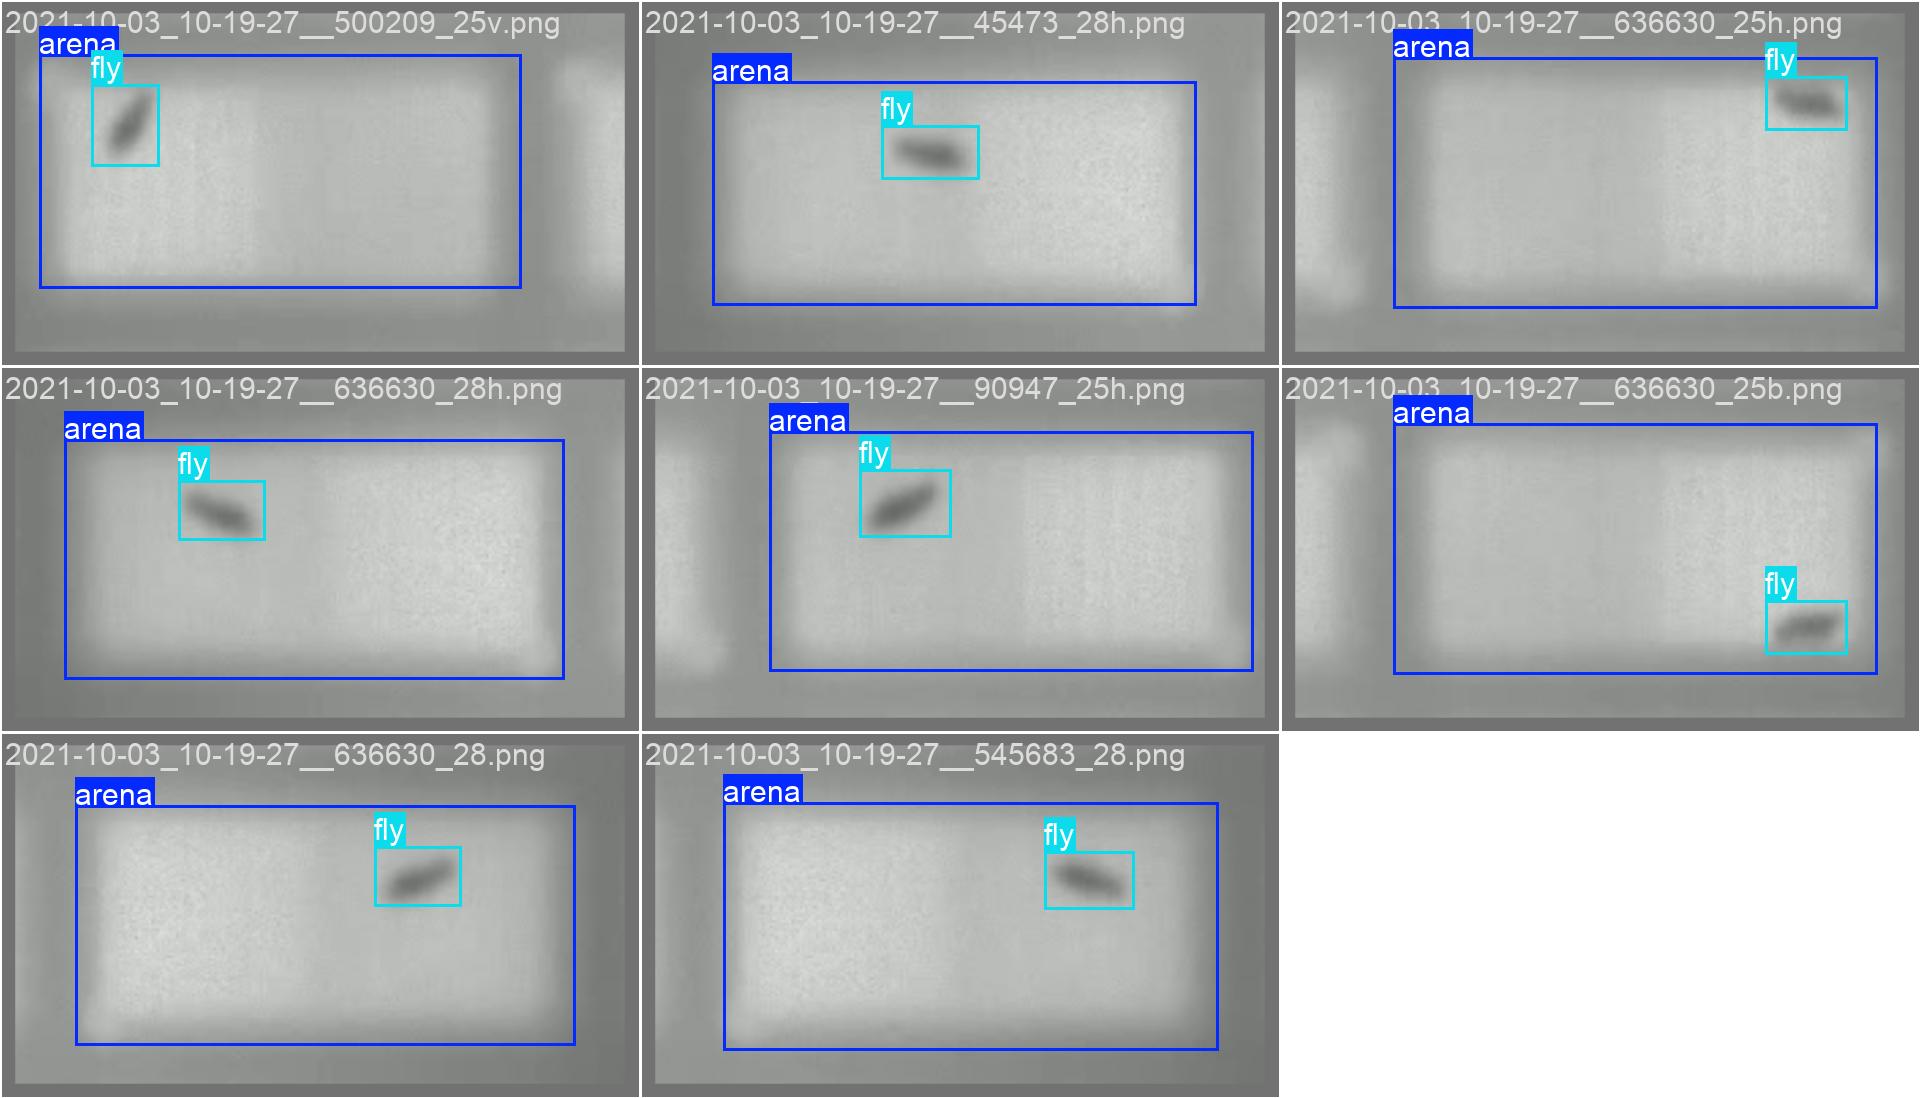 2021-10-03_10-19-27__500209_25v.png
arena
fly
2021-10-03_10-19-27__45473_28h.png
arena
fly
2021-10-03_10-19-27__636630_25h.png
arena
fly
2021-10-03_10-19-27__636630_28h.png
arena
fly
2021-10-03_10-19-27__90947_25h.png
arena
fly
2021-10-03_10-19-27__636630_25b.png
arena
fly
2021-10-03_10-19-27__636630_28.png
arena
fly
2021-10-03_10-19-27__545683_28.png
arena
fly